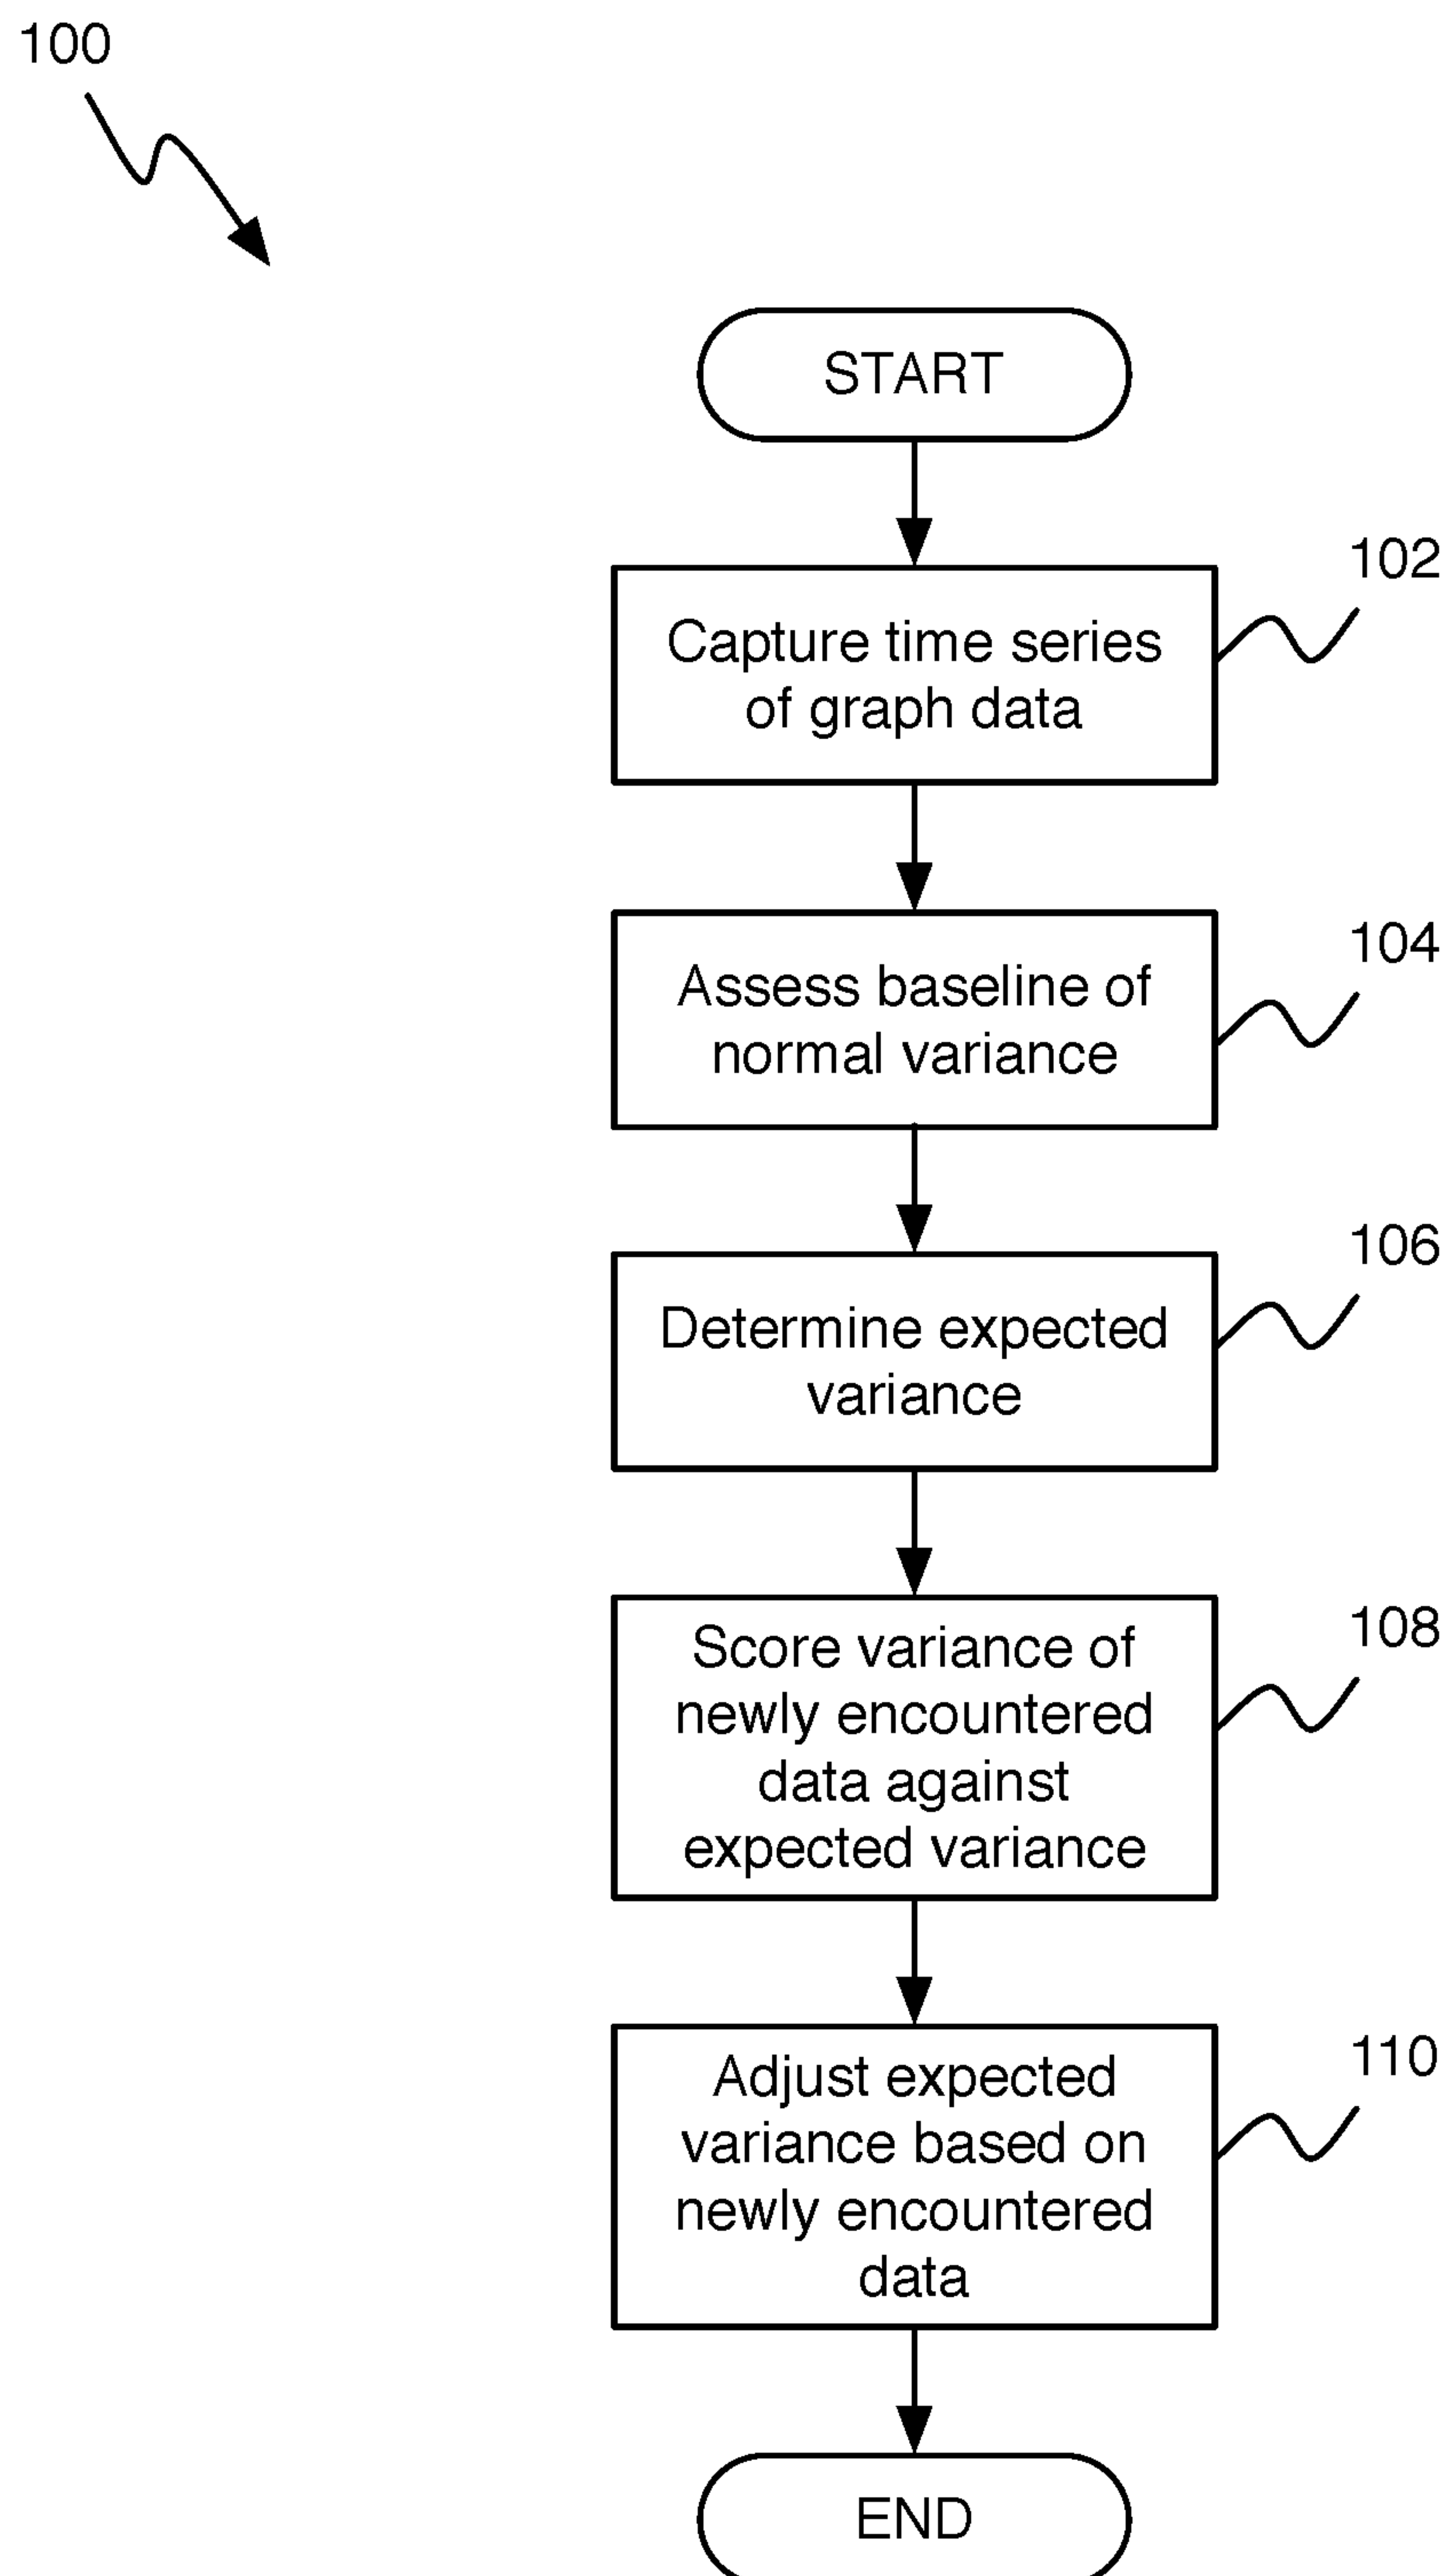 100
START
102
Capture time series
of graph data
104
Assess baseline of
normal variance
106
Determine expected
variance
108
Score variance of
newly encountered
data against
expected variance
110
Adjust expected
variance based on
newly encountered
data
END